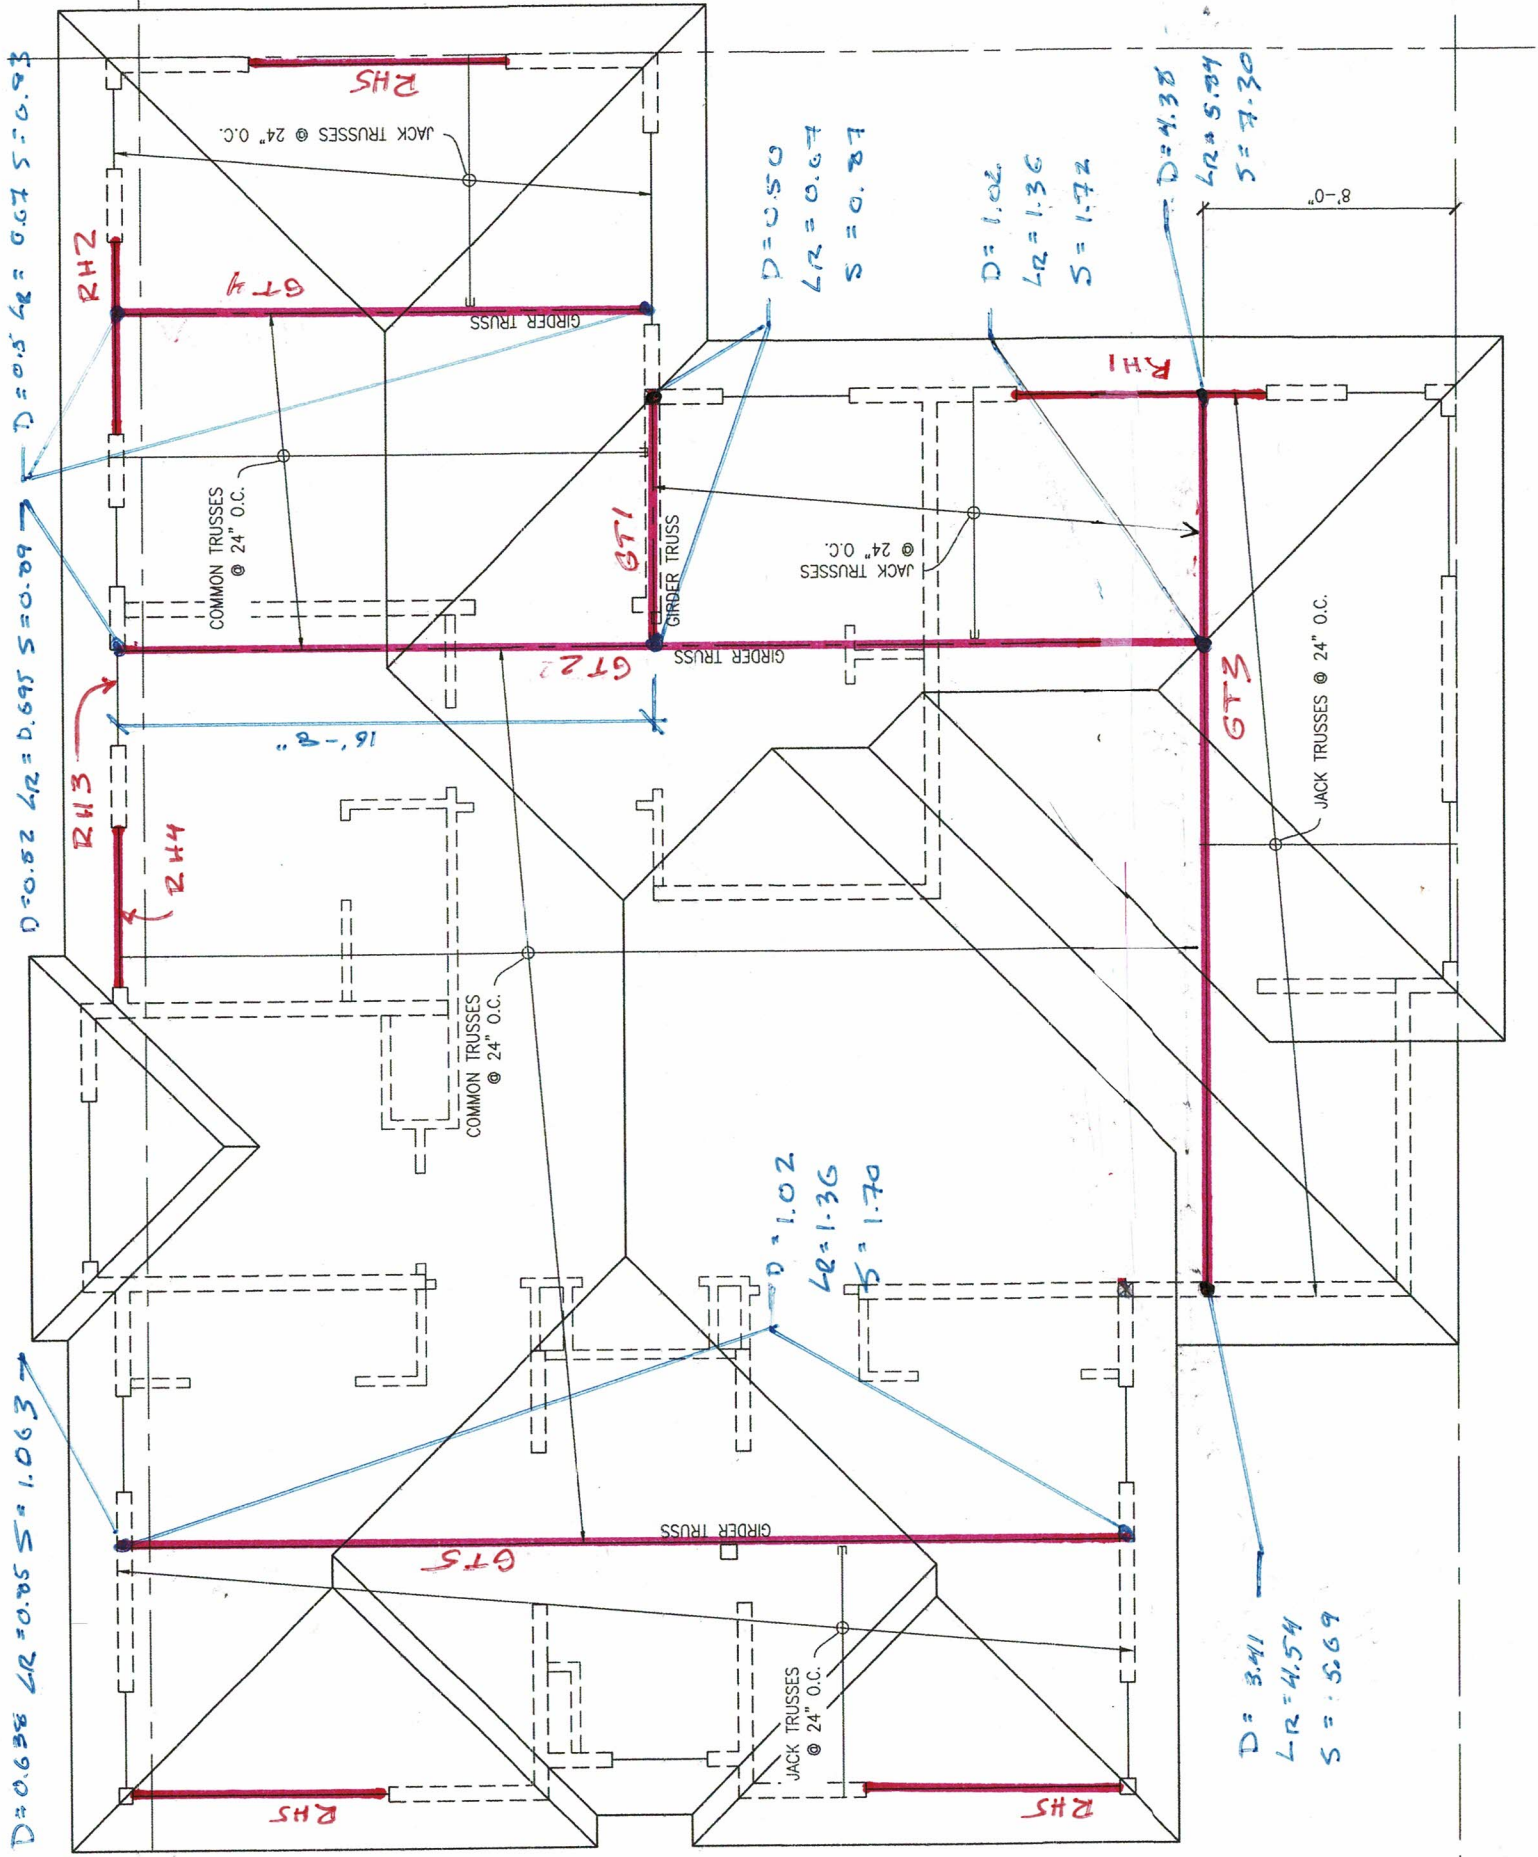 D=0.638 LR=0.85 S=1.063
D=0.52 LR=0.695 S=0.89
D=0.5 LR=0.67 S=0.83
RH5
JACK TRUSSES @ 24" O.C.
RH2
GT4
GIRDER TRUSS
D=0.50
LR=0.67
S=0.87
D=1.02
LR=1.36
S=1.72
D=4.38
LR=5.84
S=7.30
8'-0"
RH1
COMMON TRUSSES
@ 24" O.C.
GT1
GIRDER TRUSS
JACK TRUSSES
@ 24" O.C.
RH3
GT2
GIRDER TRUSS
16'-8"
GT3
JACK TRUSSES @ 24" O.C.
RH4
COMMON TRUSSES
@ 24" O.C.
D=1.02
LR=1.36
S=1.70
GT5
GIRDER TRUSS
JACK TRUSSES
@ 24" O.C.
RH5
RH5
D=3.41
LR=4.54
S=5.69